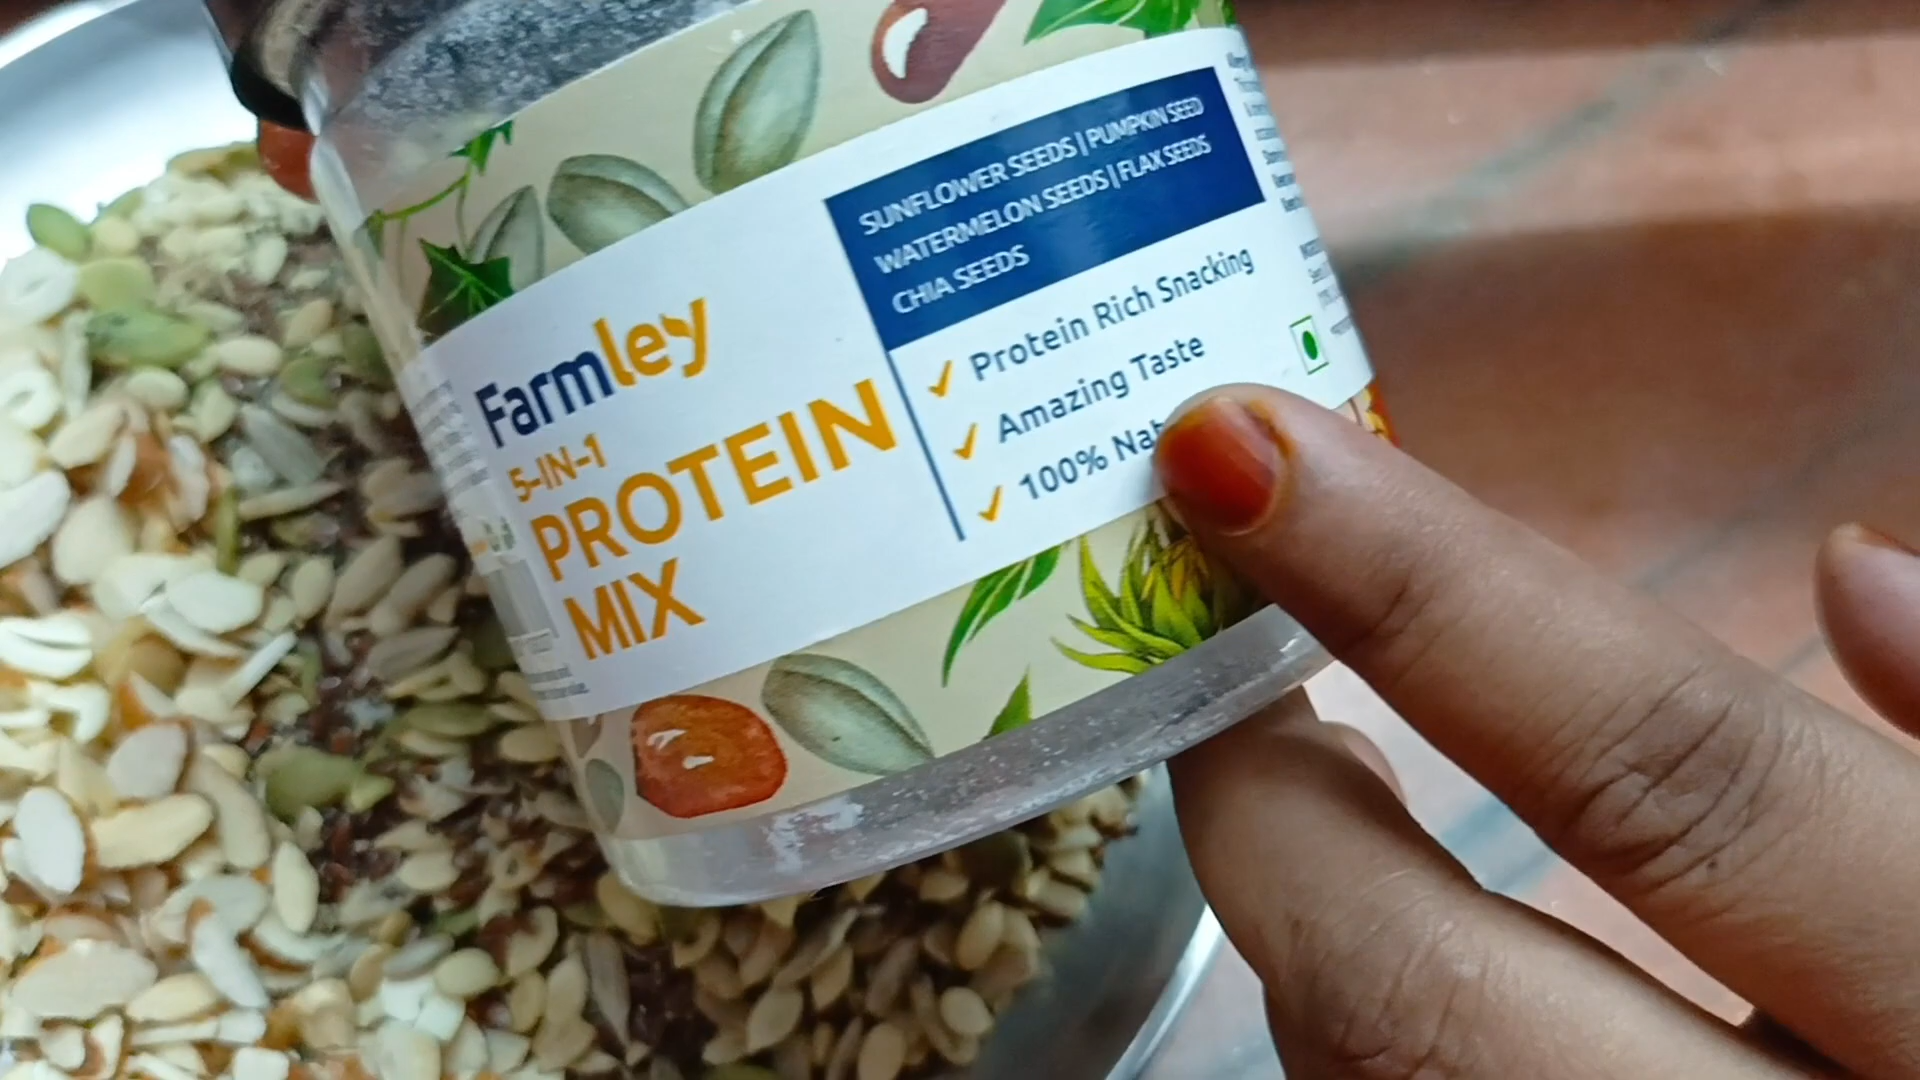 SUNFLOWER SEEDS | PUMPKIN SEED
WATERMELON SEEDS | FLAX SEEDS
CHIA SEEDS
Farmley
5-IN-1
PROTEIN
MIX
Protein Rich Snacking
Amazing Taste
100%